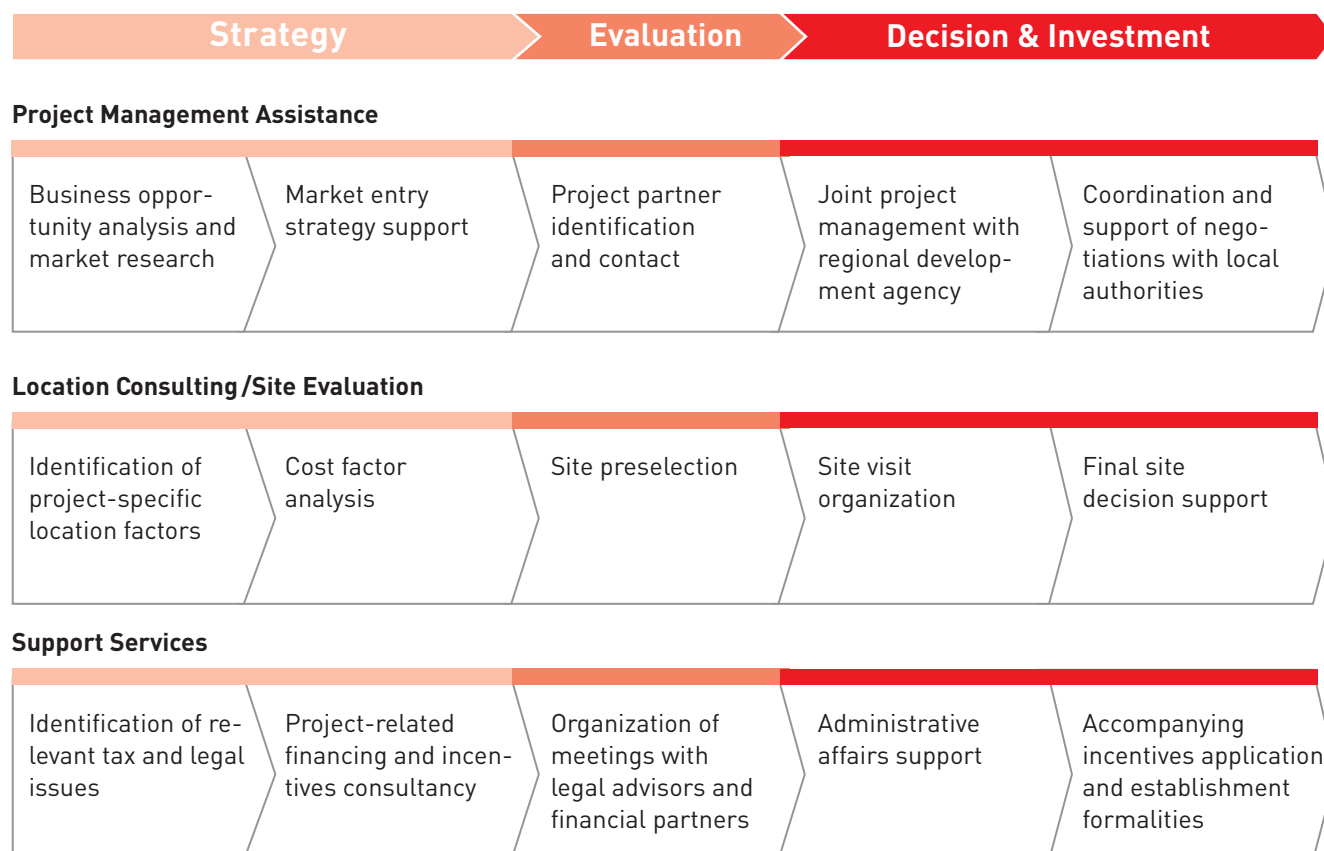 Strategy
Evaluation
Decision & Investment
Project Management Assistance
Business oppor-
tunity analysis and
market research
Market entry
strategy support
Project partner
identification
and contact
Joint project
management with
regional develop-
ment agency
Coordination and
support of nego-
tiations with local
authorities
Location Consulting/Site Evaluation
Identification of
project-specific
location factors
Cost factor
analysis
Site preselection
Site visit
organization
Final site
decision support
Support Services
Identification of re-
levant tax and legal
issues
Project-related
financing and incen-
tives consultancy
Organization of
meetings with
legal advisors and
financial partners
Administrative
affairs support
Accompanying
incentives application
and establishment
formalities